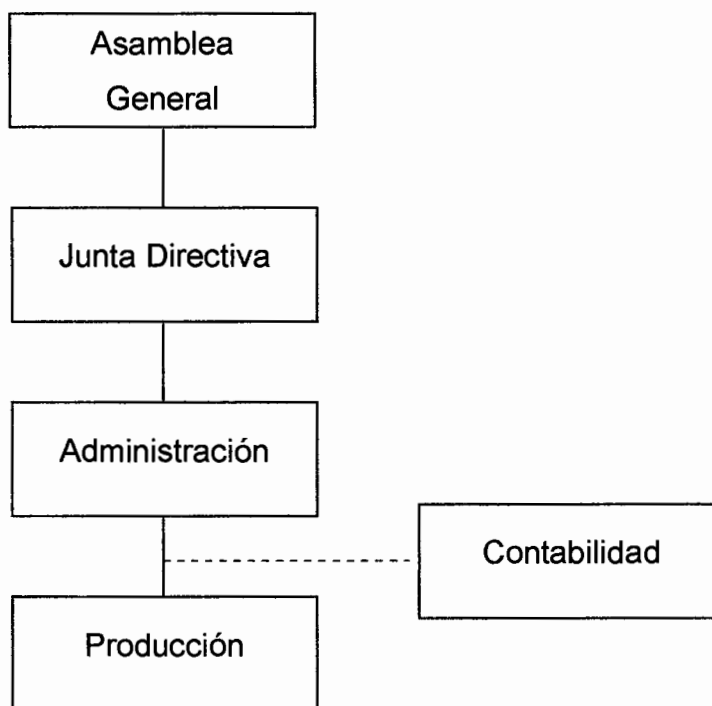 Asamblea
General
Junta Directiva
Administración
Contabilidad
Producción